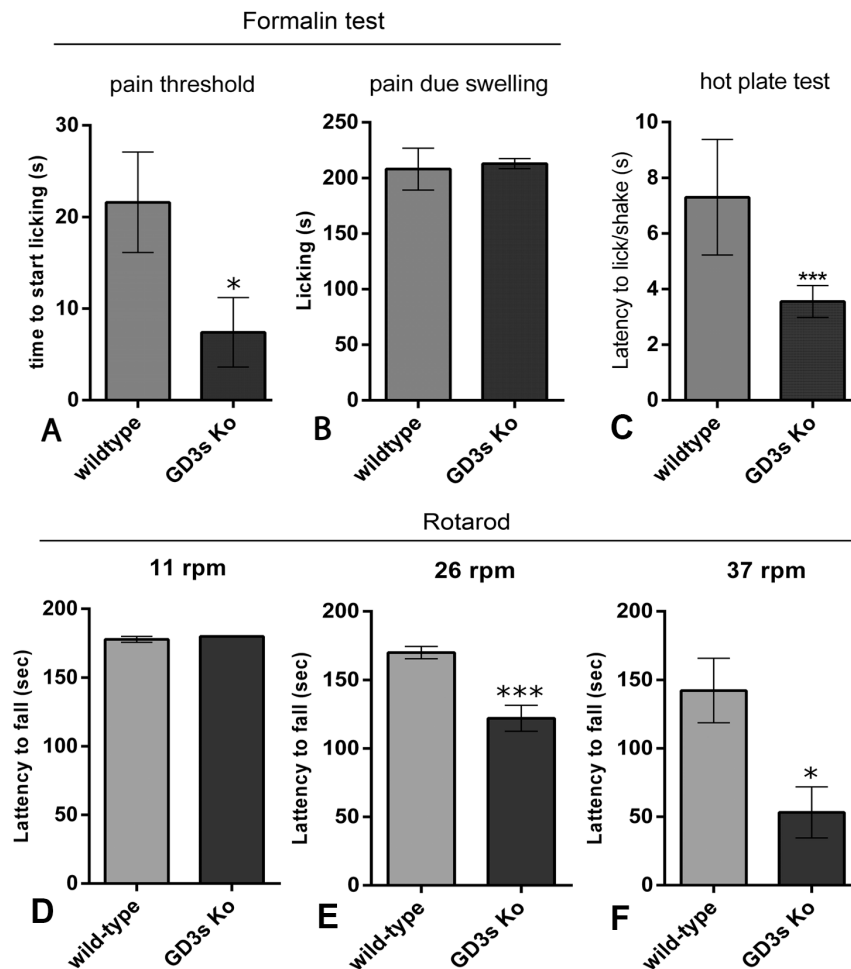 Formalin test
pain threshold
pain due swelling
hot plate test
time to start licking (s)
30
20
10
0
*
wildtype
GD3s Ko
A
Licking (s)
250
200
150
100
50
0
wildtype
GD3s Ko
B
Latency to lick/shake (s)
10
8
6
4
2
0
***
wildtype
GD3s Ko
C
Rotarod
11 rpm
26 rpm
37 rpm
Lattency to fall (sec)
200
150
100
50
0
wild-type
GD3s Ko
D
Lattency to fall (sec)
200
150
100
50
0
***
wild-type
GD3s Ko
E
Lattency to fall (sec)
200
150
100
50
0
*
wild-type
GD3s Ko
F